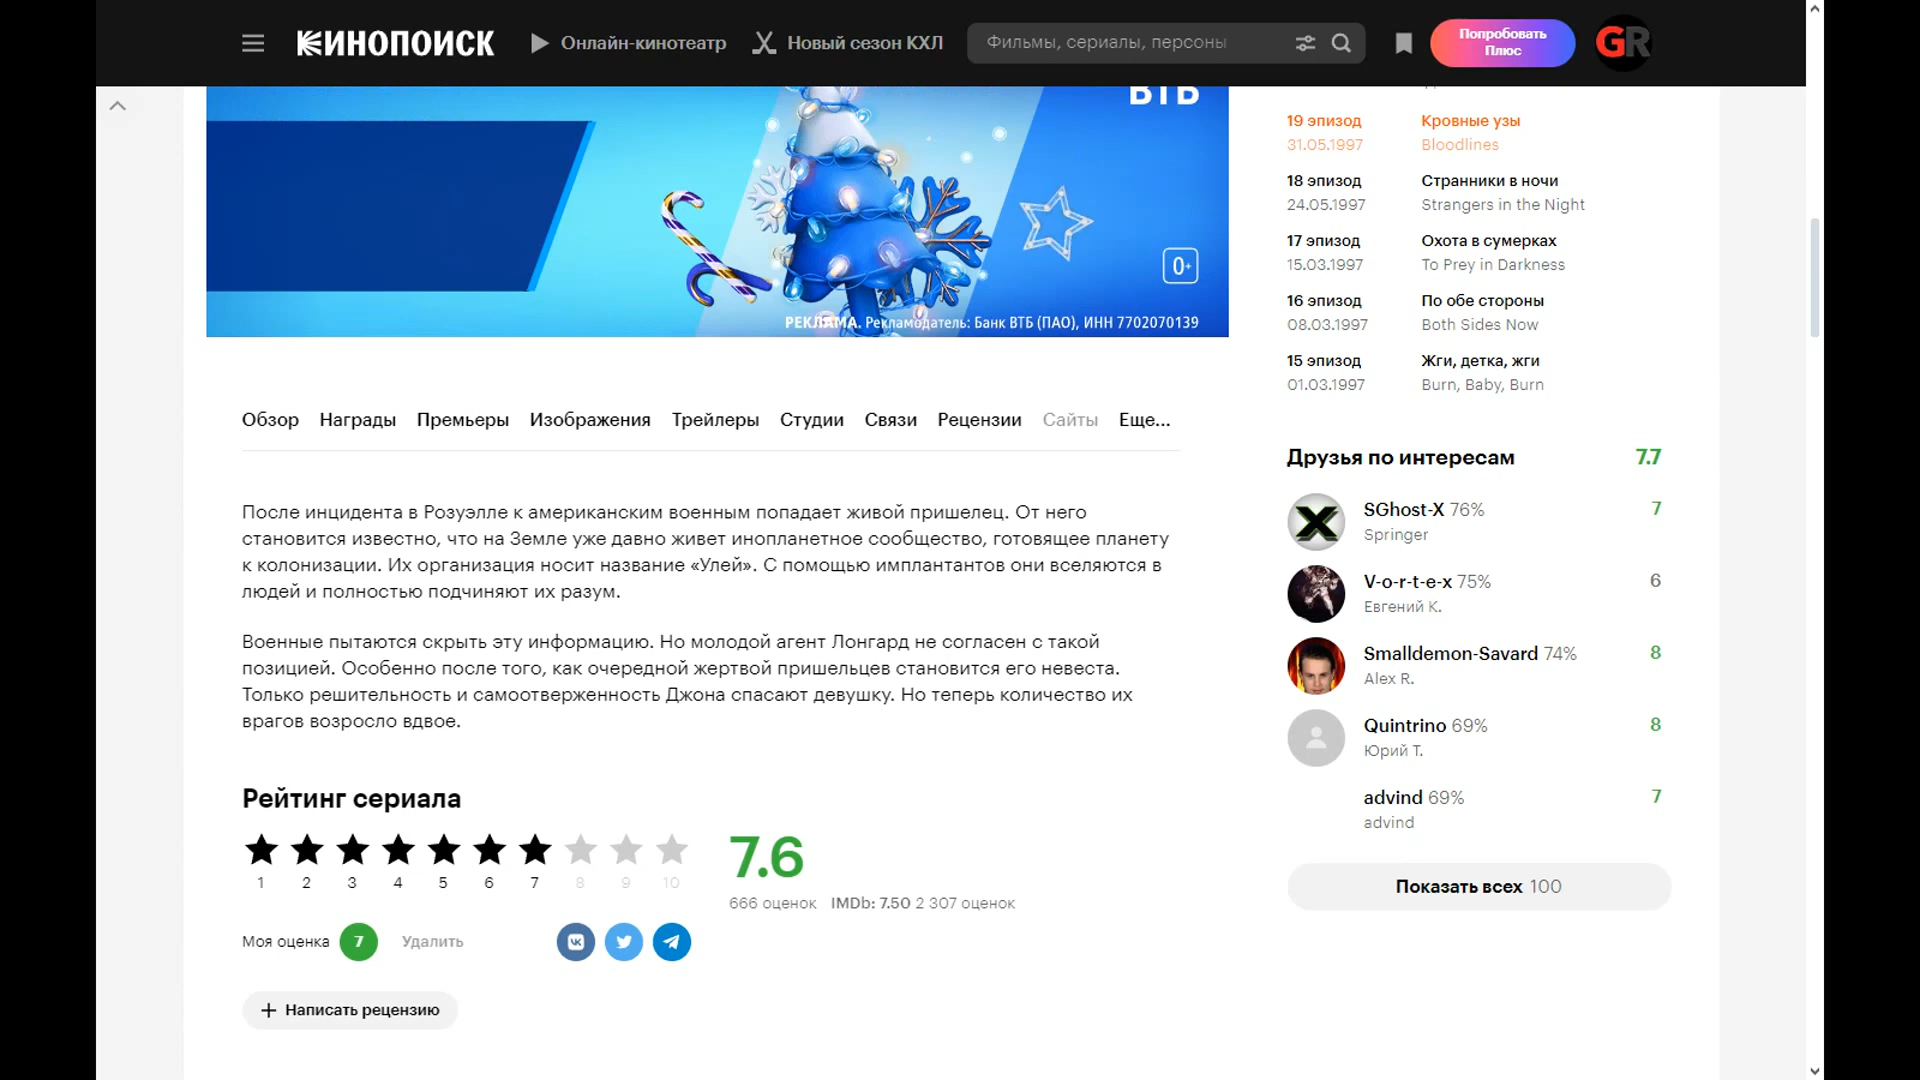 КИНОПОИСК
Онлайн-кинотеатр
Новый сезон КХЛ
Фильмы, сериалы, персоны
Попробовать
Плюс
GR
ВТБ
0+
РЕКЛАМА. Рекламодатель: Банк ВТБ (ПАО), ИНН 7702070139
19 эпизод Кровные узы
31.05.1997 Bloodlines
18 эпизод Странники в ночи
24.05.1997 Strangers in the Night
17 эпизод Охота в сумерках
15.03.1997 To Prey in Darkness
16 эпизод По обе стороны
08.03.1997 Both Sides Now
15 эпизод Жги, детка, жги
01.03.1997 Burn, Baby, Burn
Обзор Награды Премьеры Изображения Трейлеры Студии Связи Рецензии Сайты Еще...
После инцидента в Розуэлле к американским военным попадает живой пришелец. От него
становится известно, что на Земле уже давно живет инопланетное сообщество, готовящее планету
к колонизации. Их организация носит название «Улей». С помощью имплантантов они вселяются в
людей и полностью подчиняют их разум.
Военные пытаются скрыть эту информацию. Но молодой агент Лонгард не согласен с такой
позицией. Особенно после того, как очередной жертвой пришельцев становится его невеста.
Только решительность и самоотверженность Джона спасают девушку. Но теперь количество их
врагов возросло вдвое.
Рейтинг сериала
1 2 3 4 5 6 7 8 9 10
7.6
666 оценок IMDb: 7.50 2 307 оценок
Моя оценка 7 Удалить
+ Написать рецензию
Друзья по интересам 7.7
SGhost-X 76% 7
Springer
V-o-r-t-e-x 75% 6
Евгений К.
Smalldemon-Savard 74% 8
Alex R.
Quintrino 69% 8
Юрий Т.
advind 69% 7
advind
Показать всех 100